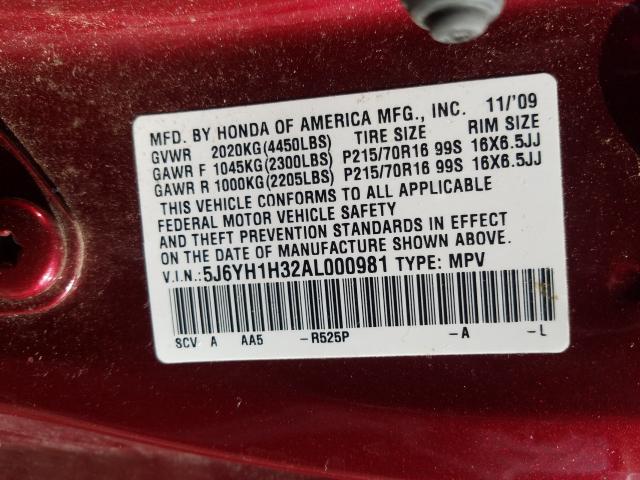 MFD. BY HONDA OF AMERICA MFG., INC. 11/'09
GVWR 2020KG(4450LBS) TIRE SIZE RIM SIZE
GAWR F 1045KG(2300LBS) P215/70R16 99S 16X6.5JJ
GAWR R 1000KG(2205LBS) P215/70R16 99S 16X6.5JJ
THIS VEHICLE CONFORMS TO ALL APPLICABLE
FEDERAL MOTOR VEHICLE SAFETY
AND THEFT PREVENTION STANDARDS IN EFFECT
ON THE DATE OF MANUFACTURE SHOWN ABOVE.
V.I.N.:5J6YH1H32AL000981 TYPE: MPV
SCV A AA5 -R525P -A -L